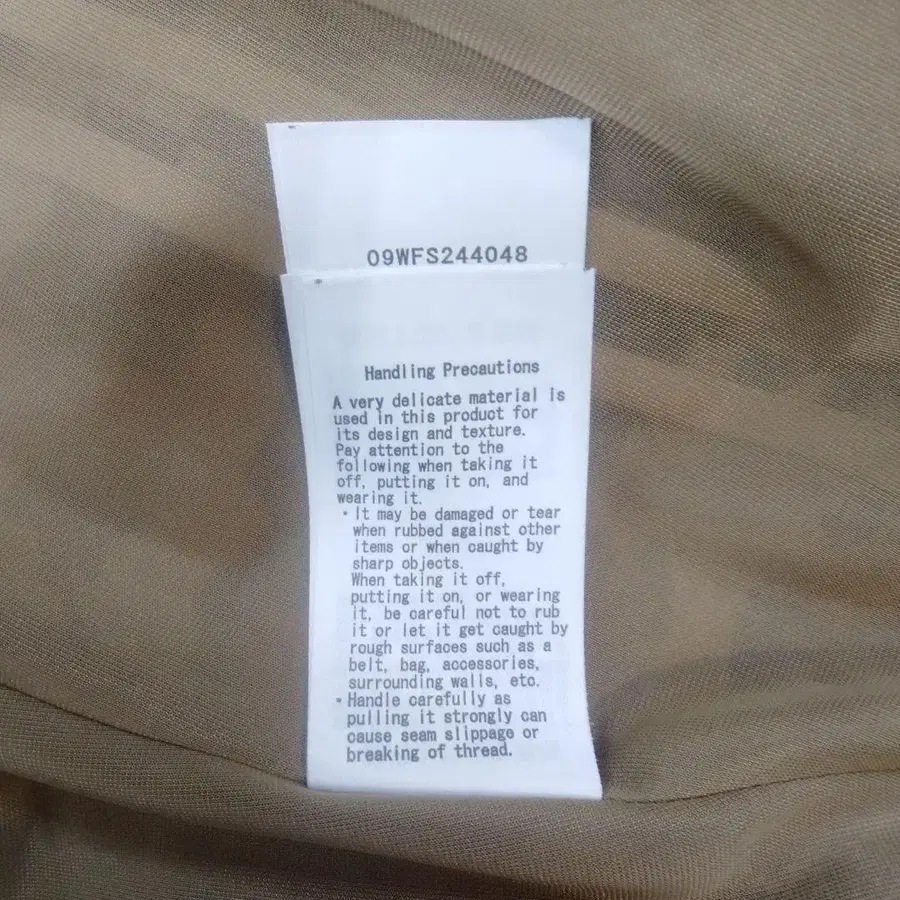 09WFS244048
Handling Precautions
A very delicate material is
used in this product for
its design and texture.
Pay attention to the
following when taking it
off, putting it on, and
wearing it.
・It may be damaged or tear
when rubbed against other
items or when caught by
sharp objects.
When taking it off,
putting it on, or wearing
it, be careful not to rub
it or let it get caught by
rough surfaces such as a
belt, bag, accessories,
surrounding walls, etc.
・Handle carefully as
pulling it strongly can
cause seam slippage or
breaking of thread.